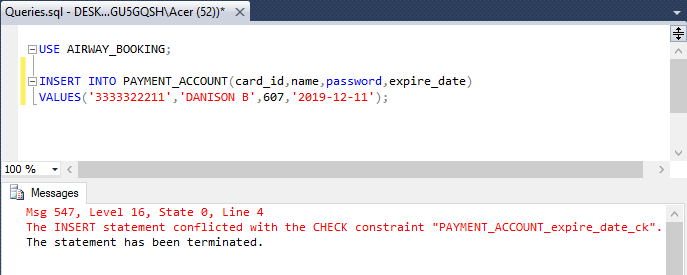 Queries.sql - DESK...GU5GQSH\Acer (52))*
USE AIRWAY_BOOKING;
INSERT INTO PAYMENT_ACCOUNT(card_id,name,password,expire_date)
VALUES('3333322211','DANISON B',607,'2019-12-11');
100 %
Messages
Msg 547, Level 16, State 0, Line 4
The INSERT statement conflicted with the CHECK constraint "PAYMENT_ACCOUNT_expire_date_ck".
The statement has been terminated.